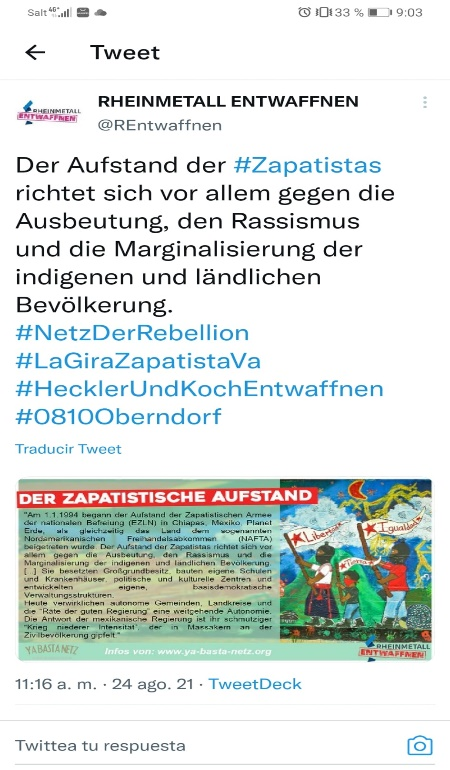 Salt 4G 33 % 9:03
Tweet
RHEINMETALL ENTWAFFNEN
@REntwaffnen
Der Aufstand der #Zapatistas
richtet sich vor allem gegen die
Ausbeutung, den Rassismus
und die Marginalisierung der
indigenen und ländlichen
Bevölkerung.
#NetzDerRebellion
#LaGiraZapatistaVa
#HecklerUndKochEntwaffnen
#0810Oberndorf
Traducir Tweet
DER ZAPATISTISCHE AUFSTAND
"Am 1.1.1994 begann der Aufstand der Zapatistischen Armee
der nationalen Befreiung (EZLN) in Chiapas, Mexiko, Planet
Erde, als gleichzeitig das Land dem sogenannten
Nordamerikanischen Freihandelsabkommen (NAFTA)
beigetreten wurde. Der Aufstand der Zapatistas richtet sich vor
allem gegen die Ausbeutung, den Rassismus und die
Marginalisierung der indigenen und ländlichen Bevölkerung.
[...] Sie besetzten Großgrundbesitz, bauten eigene Schulen
und Krankenhäuser, politische und kulturelle Zentren und
entwickelten eigene, basisdemokratische
Verwaltungsstrukturen.
Heute verwirklichen autonome Gemeinden, Landkreise und
die "Räte der guten Regierung" eine weitgehende Autonomie.
Die Antwort der mexikanische Regierung ist ihr schmutziger
"Krieg niederer Intensität", der in Massakern an der
Zivilbevölkerung gipfelt."
Libertad
Igualdad
Tierra
YA BASTA NETZ
Infos von: www.ya-basta-netz.org
RHEINMETALL
ENTWAFFNEN
11:16 a. m. · 24 ago. 21 · TweetDeck
Twittea tu respuesta